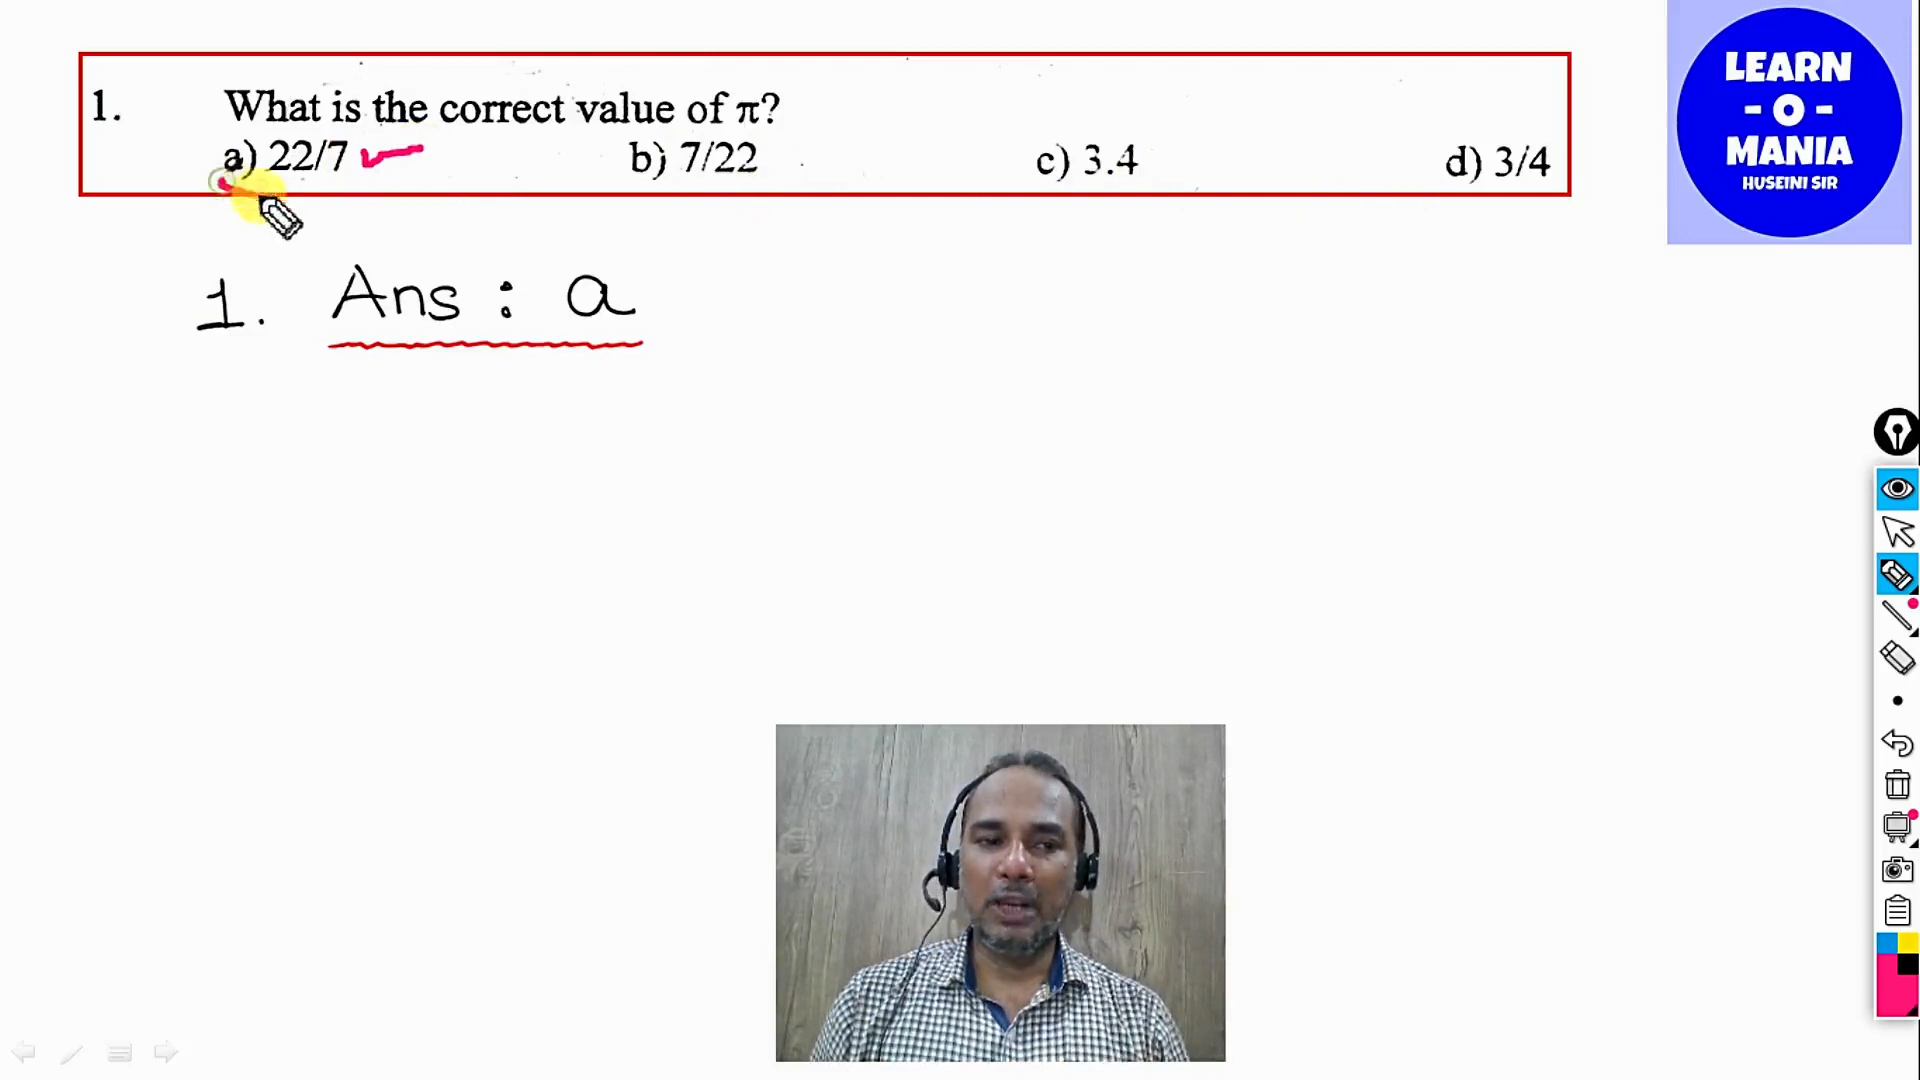 1. What is the correct value of π?
a) 22/7 b) 7/22 c) 3.4 d) 3/4
1. Ans : a
LEARN
- O -
MANIA
HUSEINI SIR